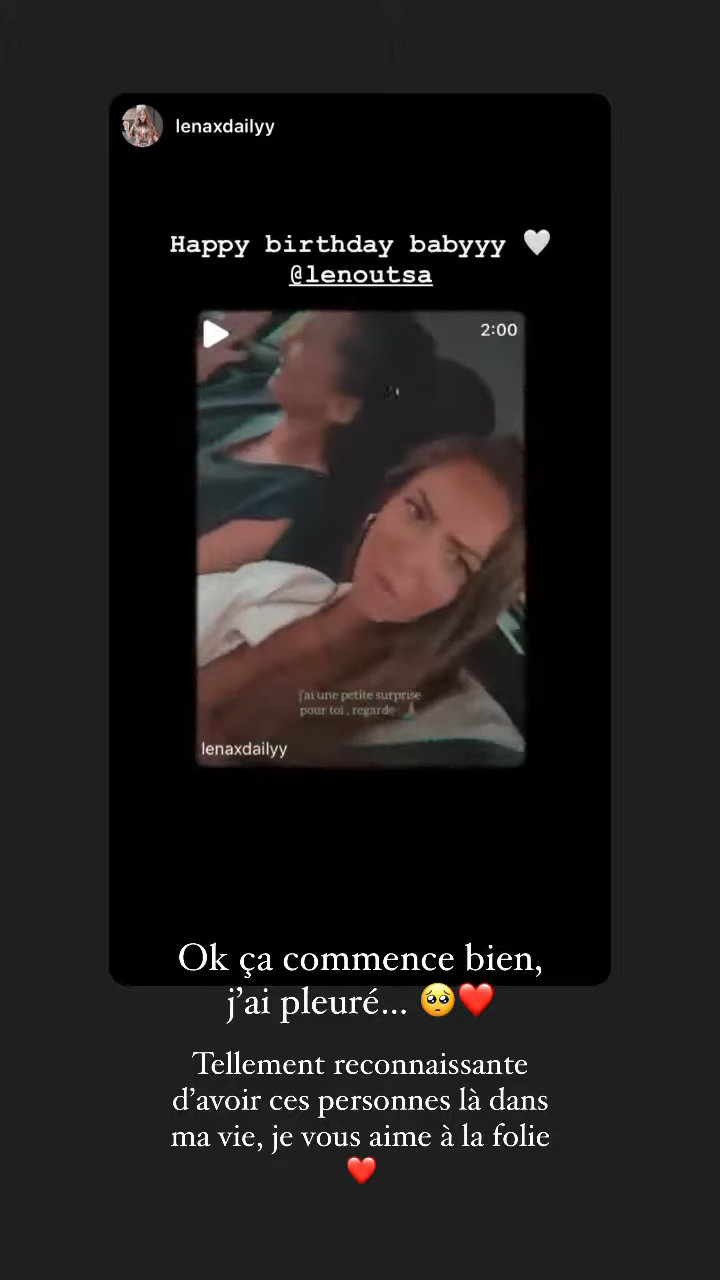 lenaxdailyy
Happy birthday babyyy 🤍
@lenoutsa
2:00
j'ai une petite surprise
pour toi , regarde
lenaxdailyy
Ok ça commence bien,
j'ai pleuré... 🥺❤️
Tellement reconnaissante
d'avoir ces personnes là dans
ma vie, je vous aime à la folie
❤️